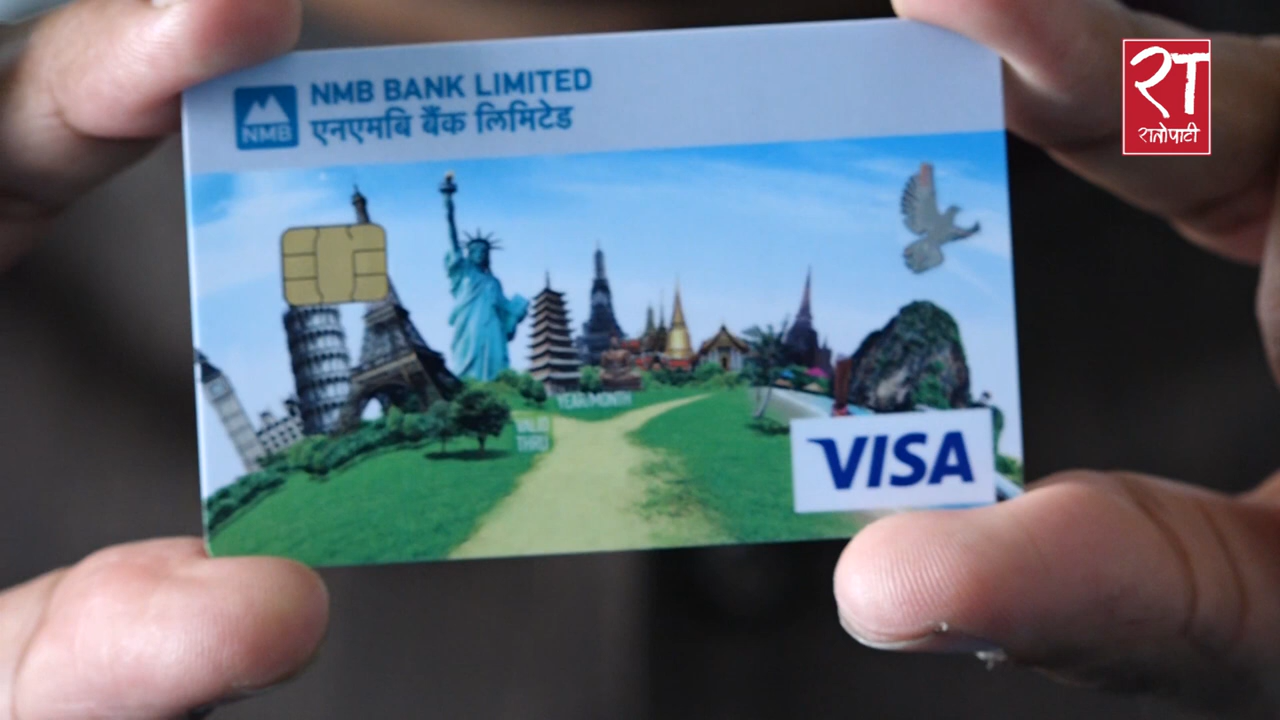 NMB BANK LIMITED
एनएमबि बैंक लिमिटेड
NMB
YEAR/MONTH
VALID
THRU
VISA
रातोपाटी